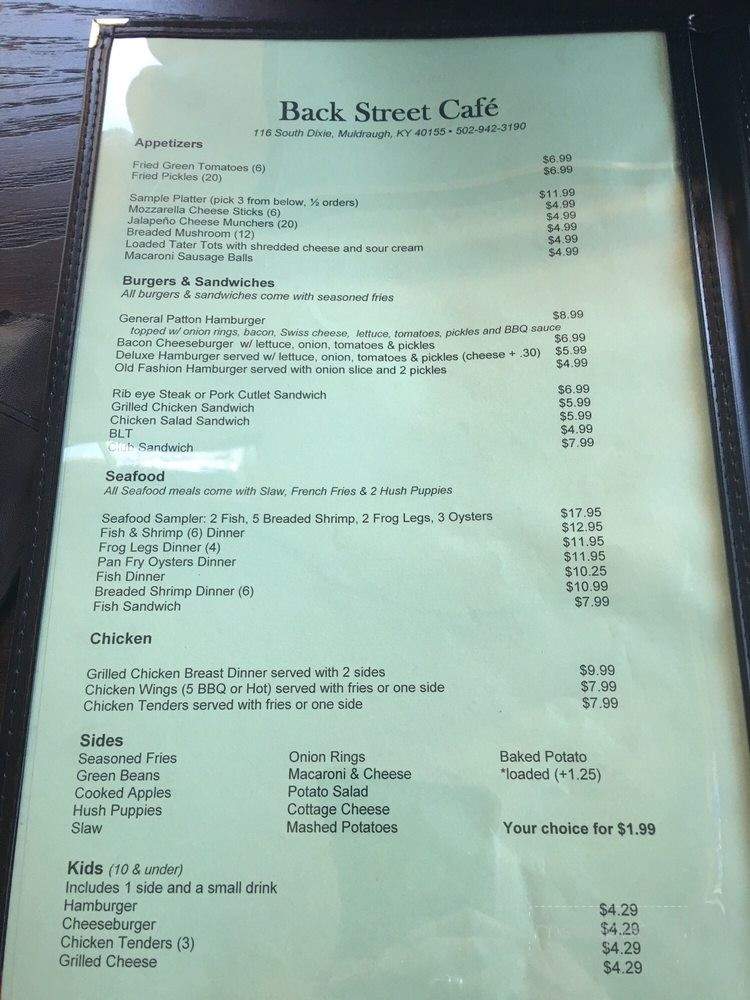 Back Street Café
116 South Dixie, Muldraugh, KY 40155 • 502-942-3190
Appetizers
Fried Green Tomatoes (6) $6.99
Fried Pickles (20) $6.99
Sample Platter (pick 3 from below, ½ orders) $11.99
Mozzarella Cheese Sticks (6) $4.99
Jalapeño Cheese Munchers (20) $4.99
Breaded Mushroom (12) $4.99
Loaded Tater Tots with shredded cheese and sour cream $4.99
Macaroni Sausage Balls $4.99
Burgers & Sandwiches
All burgers & sandwiches come with seasoned fries
General Patton Hamburger $8.99
topped w/ onion rings, bacon, Swiss cheese, lettuce, tomatoes, pickles and BBQ sauce
Bacon Cheeseburger w/ lettuce, onion, tomatoes & pickles $6.99
Deluxe Hamburger served w/ lettuce, onion, tomatoes & pickles (cheese + .30) $5.99
Old Fashion Hamburger served with onion slice and 2 pickles $4.99
Rib eye Steak or Pork Cutlet Sandwich $6.99
Grilled Chicken Sandwich $5.99
Chicken Salad Sandwich $5.99
BLT $4.99
Club Sandwich $7.99
Seafood
All Seafood meals come with Slaw, French Fries & 2 Hush Puppies
Seafood Sampler: 2 Fish, 5 Breaded Shrimp, 2 Frog Legs, 3 Oysters $17.95
Fish & Shrimp (6) Dinner $12.95
Frog Legs Dinner (4) $11.95
Pan Fry Oysters Dinner $11.95
Fish Dinner $10.25
Breaded Shrimp Dinner (6) $10.99
Fish Sandwich $7.99
Chicken
Grilled Chicken Breast Dinner served with 2 sides $9.99
Chicken Wings (5 BBQ or Hot) served with fries or one side $7.99
Chicken Tenders served with fries or one side $7.99
Sides
Seasoned Fries Onion Rings Baked Potato
Green Beans Macaroni & Cheese *loaded (+1.25)
Cooked Apples Potato Salad
Hush Puppies Cottage Cheese
Slaw Mashed Potatoes Your choice for $1.99
Kids (10 & under)
Includes 1 side and a small drink
Hamburger $4.29
Cheeseburger $4.29
Chicken Tenders (3) $4.29
Grilled Cheese $4.29